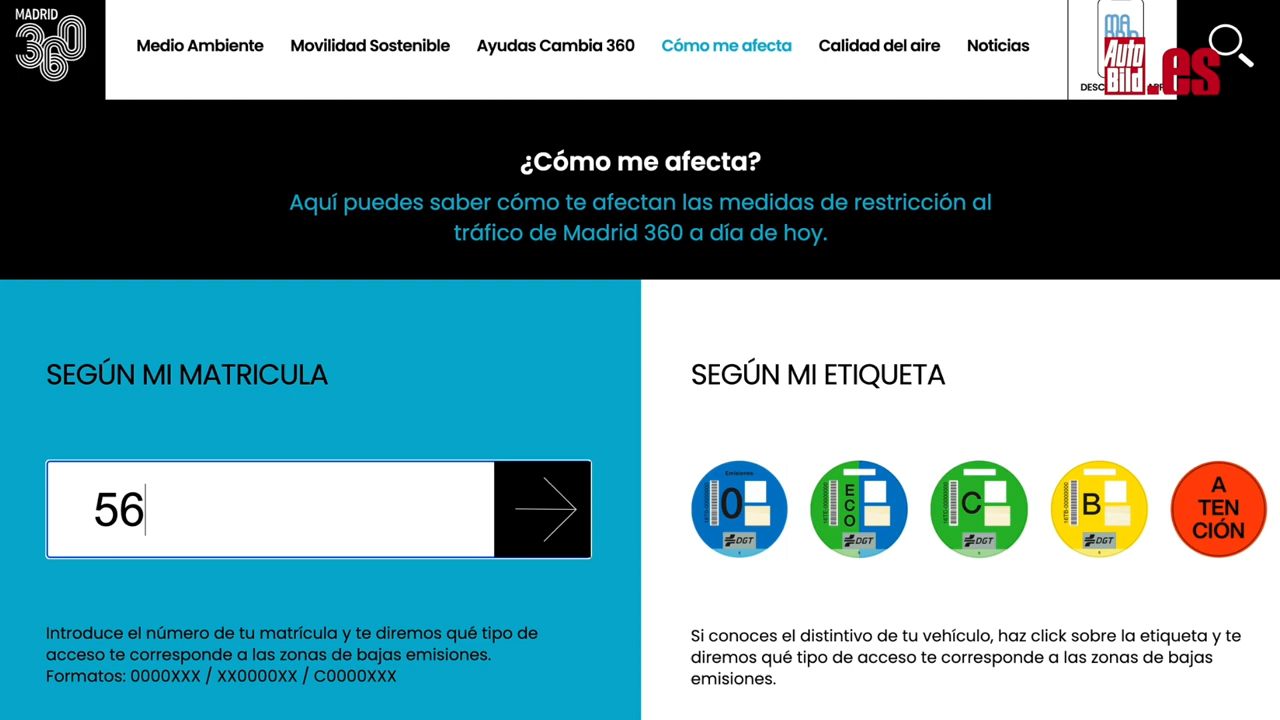 MADRID
360
Medio Ambiente
Movilidad Sostenible
Ayudas Cambia 360
Cómo me afecta
Calidad del aire
Noticias
Auto
Bild.es
¿Cómo me afecta?
Aquí puedes saber cómo te afectan las medidas de restricción al
tráfico de Madrid 360 a día de hoy.
SEGÚN MI MATRICULA
56
Introduce el número de tu matrícula y te diremos qué tipo de
acceso te corresponde a las zonas de bajas emisiones.
Formatos: 0000XXX / XX0000XX / C0000XXX
SEGÚN MI ETIQUETA
Emisiones
0
DGT
ECO
DGT
C
DGT
B
DGT
A
TEN
CIÓN
Si conoces el distintivo de tu vehículo, haz click sobre la etiqueta y te
diremos qué tipo de acceso te corresponde a las zonas de bajas
emisiones.